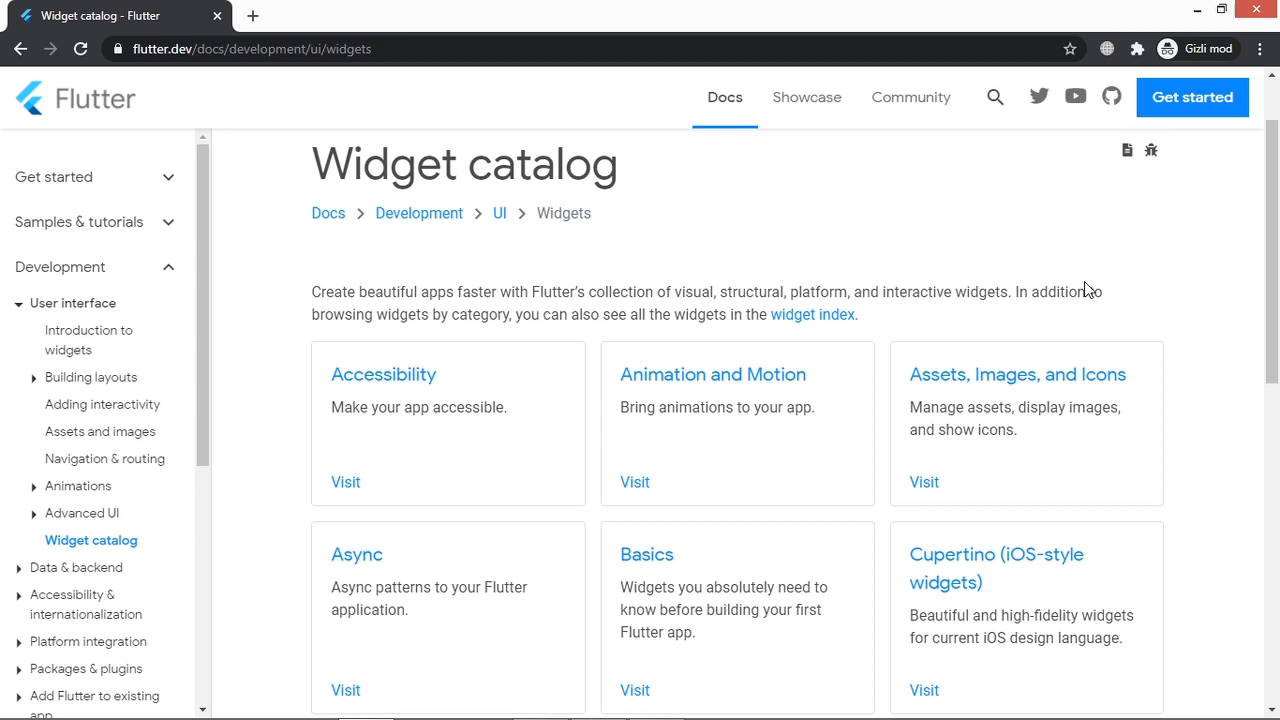 Widget catalog - Flutter
flutter.dev/docs/development/ui/widgets
Gizli mod
Flutter
Docs
Showcase
Community
Get started
Get started
Samples & tutorials
Development
User interface
Introduction to
widgets
Building layouts
Adding interactivity
Assets and images
Navigation & routing
Animations
Advanced UI
Widget catalog
Data & backend
Accessibility &
internationalization
Platform integration
Packages & plugins
Add Flutter to existing
app
Widget catalog
Docs > Development > UI > Widgets
Create beautiful apps faster with Flutter's collection of visual, structural, platform, and interactive widgets. In addition to
browsing widgets by category, you can also see all the widgets in the widget index.
Accessibility
Make your app accessible.
Visit
Animation and Motion
Bring animations to your app.
Visit
Assets, Images, and Icons
Manage assets, display images,
and show icons.
Visit
Async
Async patterns to your Flutter
application.
Visit
Basics
Widgets you absolutely need to
know before building your first
Flutter app.
Visit
Cupertino (iOS-style
widgets)
Beautiful and high-fidelity widgets
for current iOS design language.
Visit